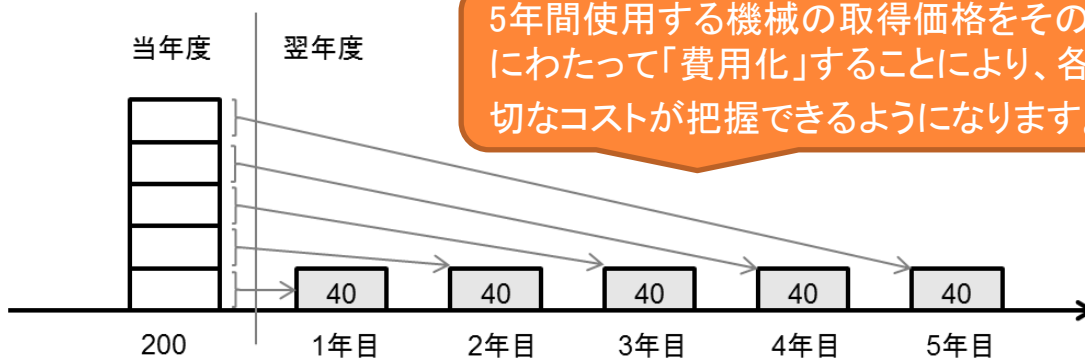 5年間使用する機械の取得価格をその
にわたって「費用化」することにより、各
切なコストが把握できるようになります
当年度
翌年度
40
40
40
40
40
200
1年目
2年目
3年目
4年目
5年目